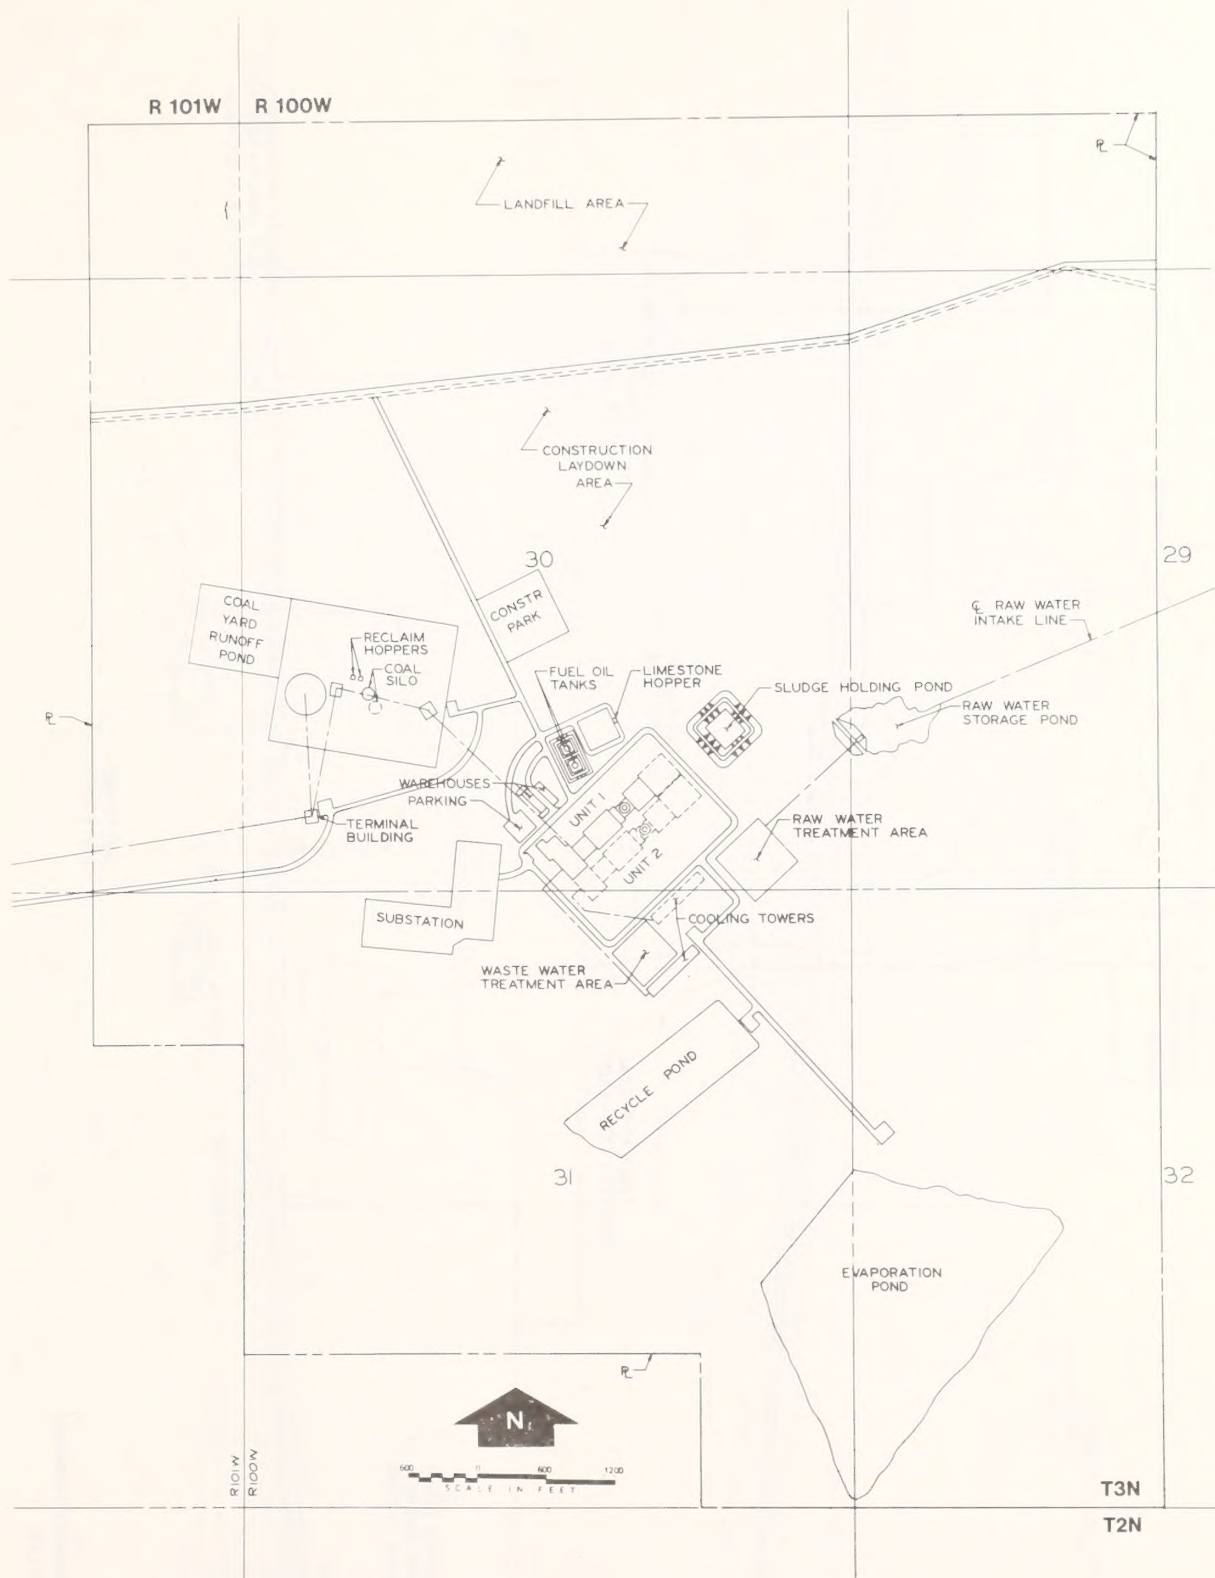 R 101W R 100W
℄
LANDFILL AREA
CONSTRUCTION
LAYDOWN
AREA
30
29
CONSTR
PARK
COAL
YARD
RUNOFF
POND
RECLAIM
HOPPERS
COAL
SILO
℄ RAW WATER
INTAKE LINE
FUEL OIL
TANKS
LIMESTONE
HOPPER
SLUDGE HOLDING POND
RAW WATER
STORAGE POND
PL
WAREHOUSES
PARKING
UNIT 1
UNIT 2
TERMINAL
BUILDING
RAW WATER
TREATMENT AREA
SUBSTATION
COOLING TOWERS
WASTE WATER
TREATMENT AREA
RECYCLE POND
31
32
EVAPORATION
POND
PL
N
600 0 600 1200
SCALE IN FEET
R101W
R100W
T3N
T2N